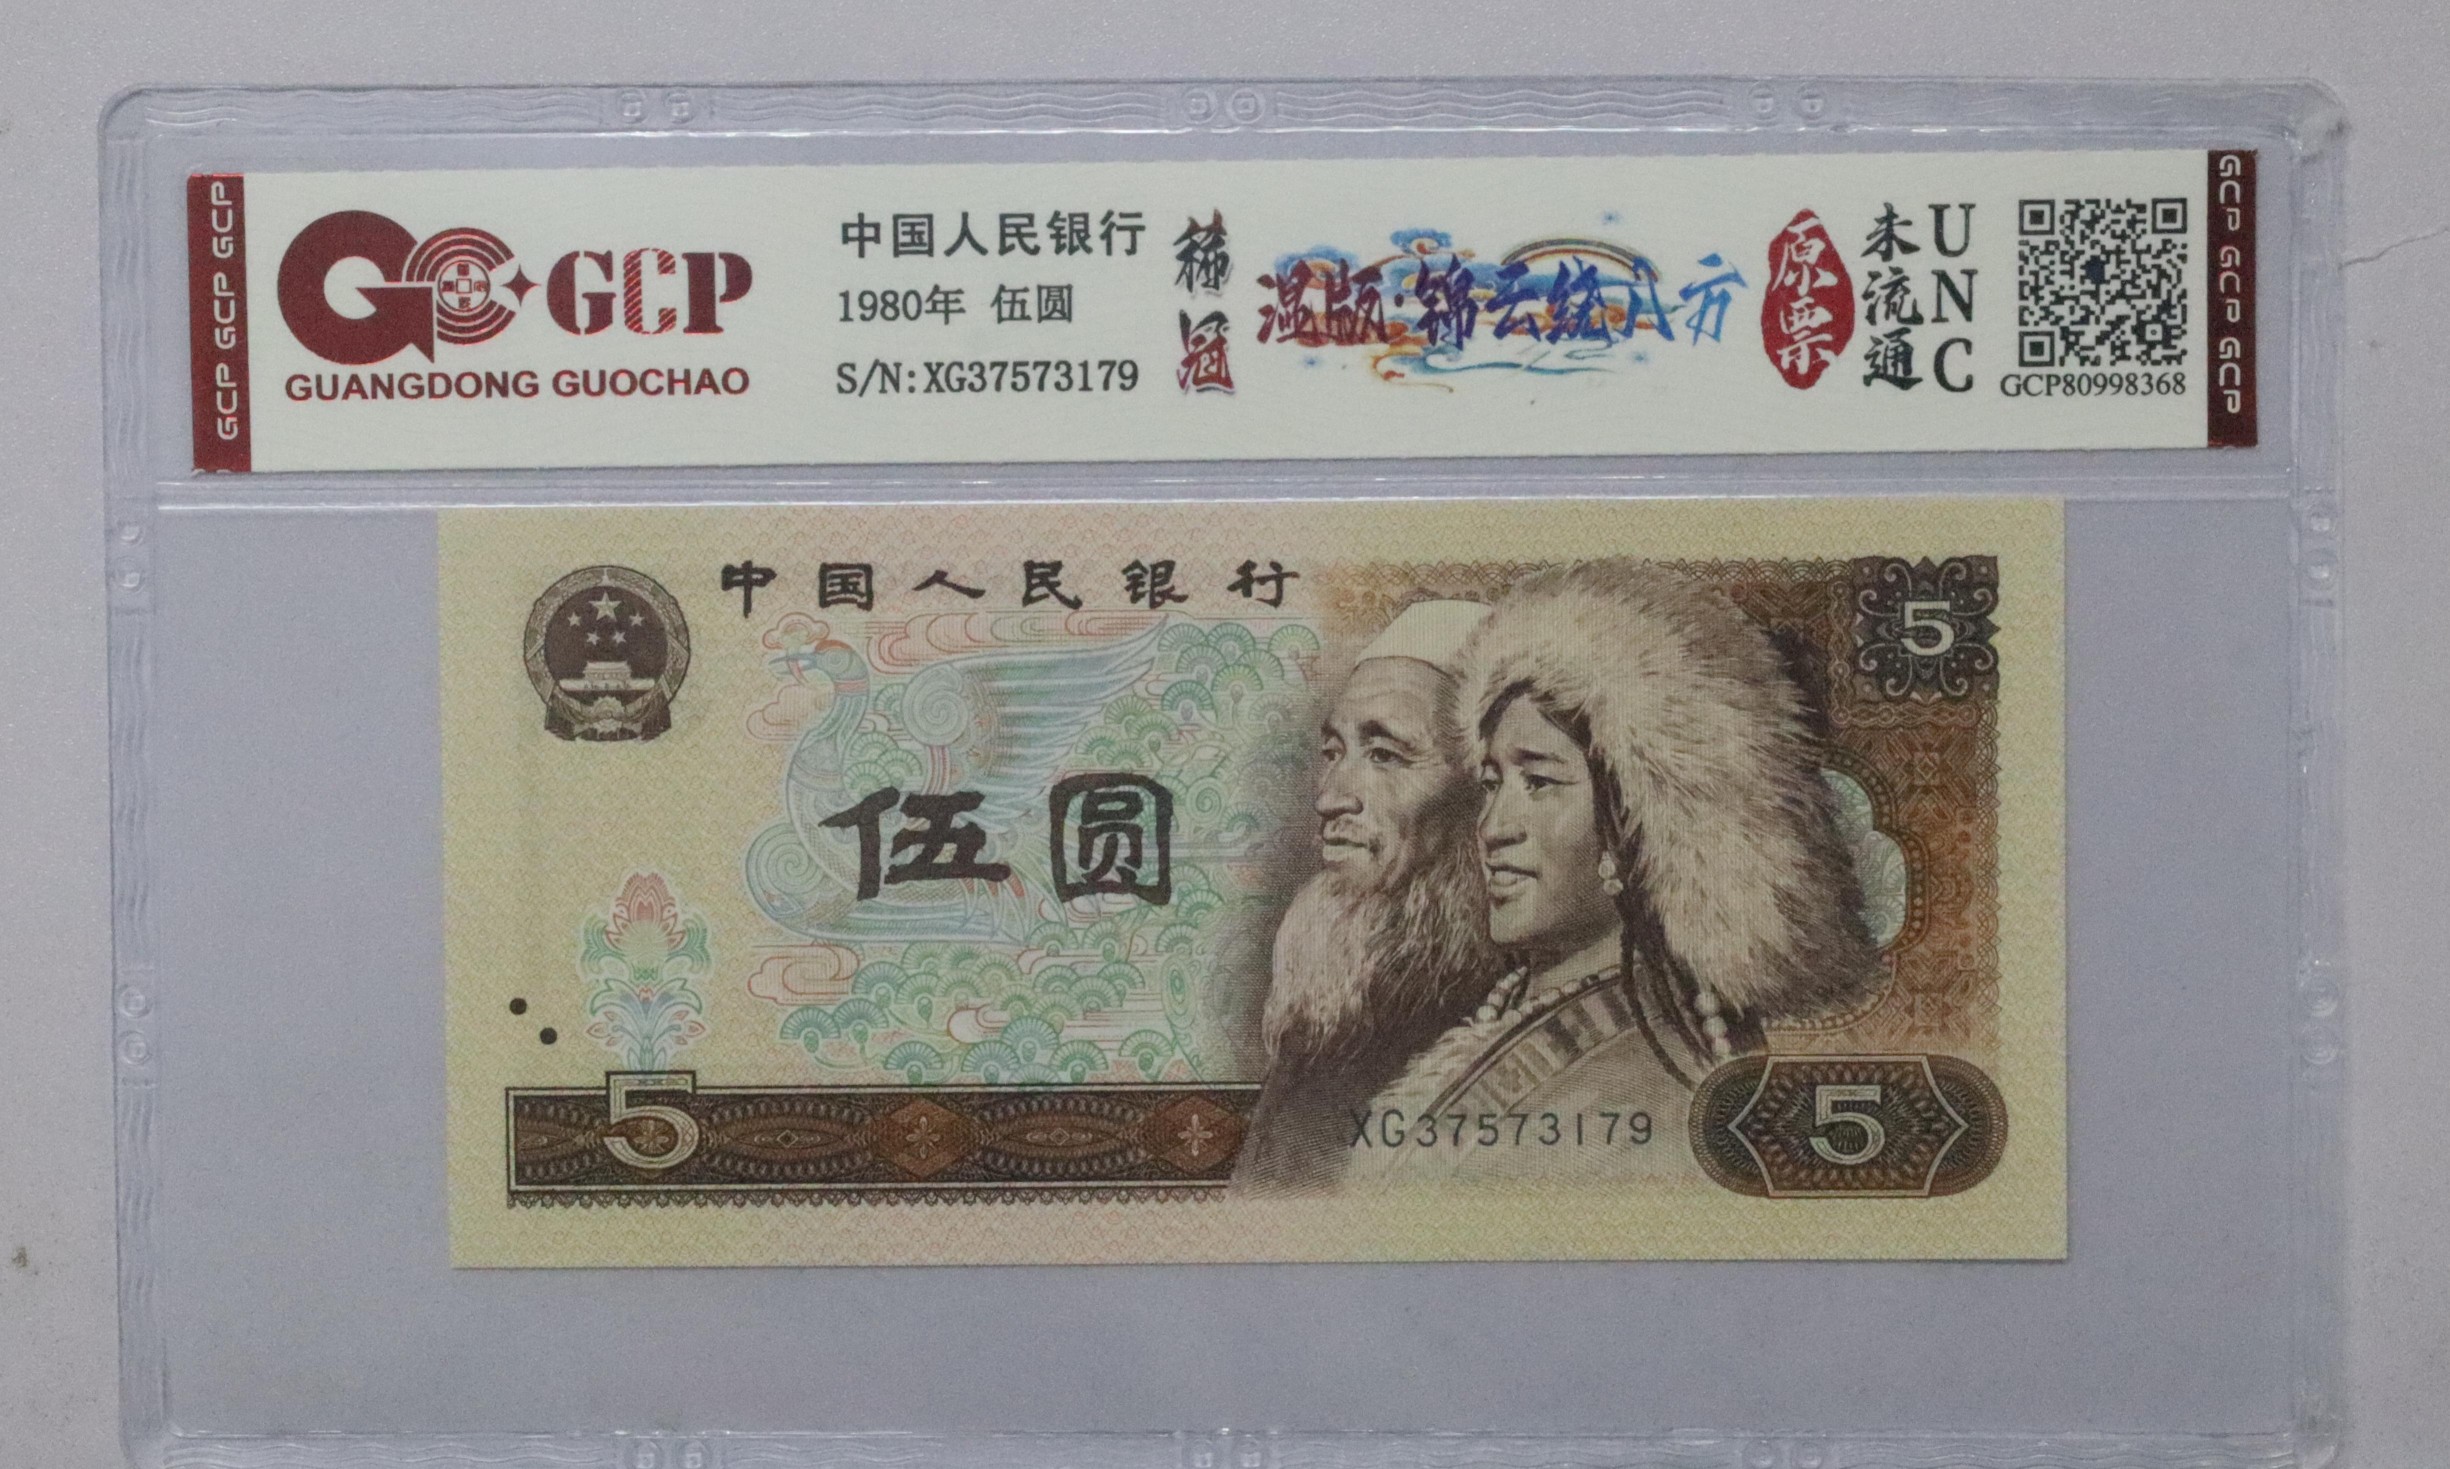 GCP GCP GCP
GCP
GUANGDONG GUOCHAO
中国人民银行
1980年 伍圆
S/N:XG37573179
稀冠
温版·锦云绕八方
原票
未流通
UNC
GCP80998368
GCP GCP GCP
中国人民银行
5
伍圆
5
XG37573179
5